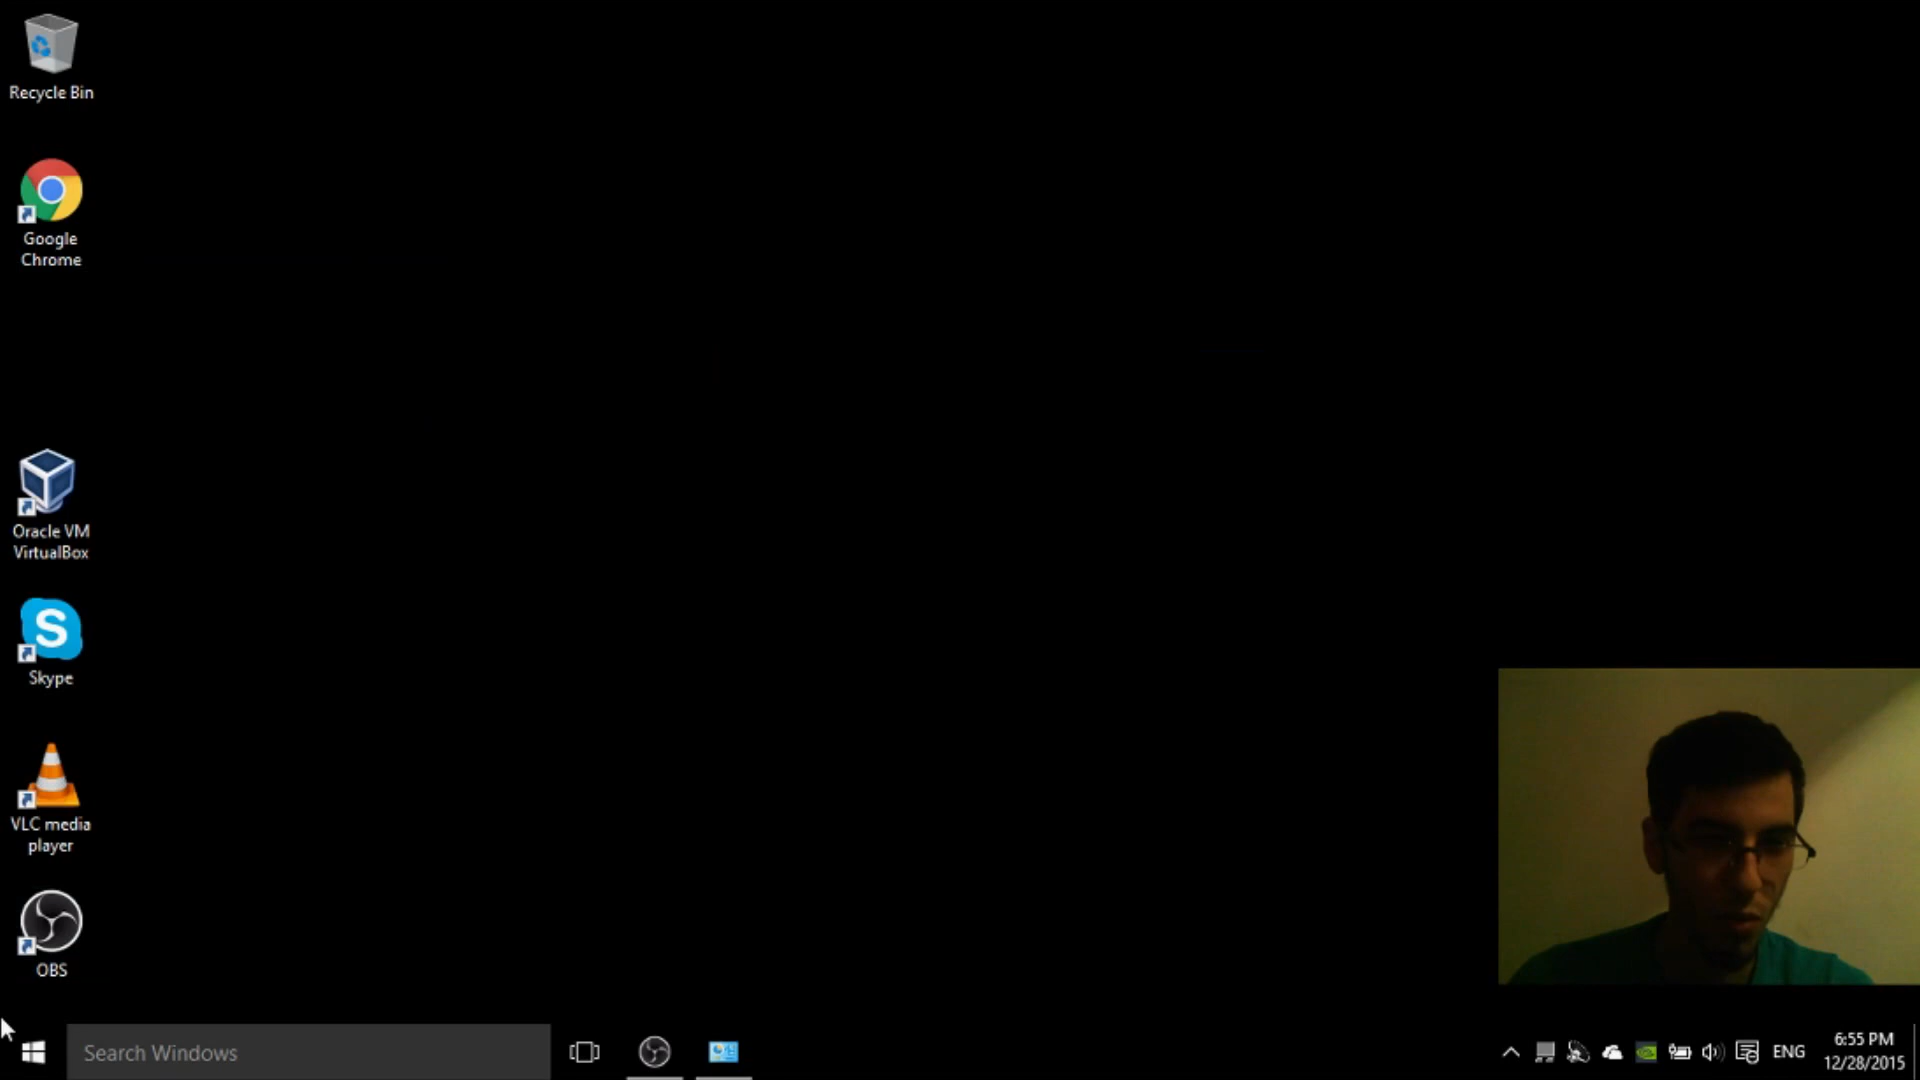 Recycle Bin
Google
Chrome
Oracle VM
VirtualBox
Skype
VLC media
player
OBS
Search Windows
ENG
6:55 PM
12/28/2015